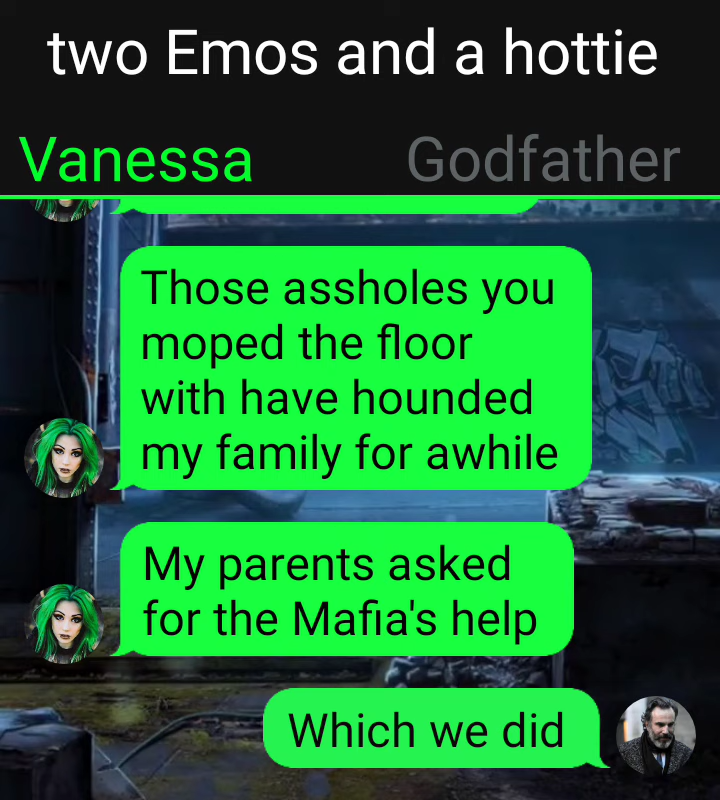 two Emos and a hottie
Vanessa Godfather
Those assholes you
moped the floor
with have hounded
my family for awhile
My parents asked
for the Mafia's help
Which we did